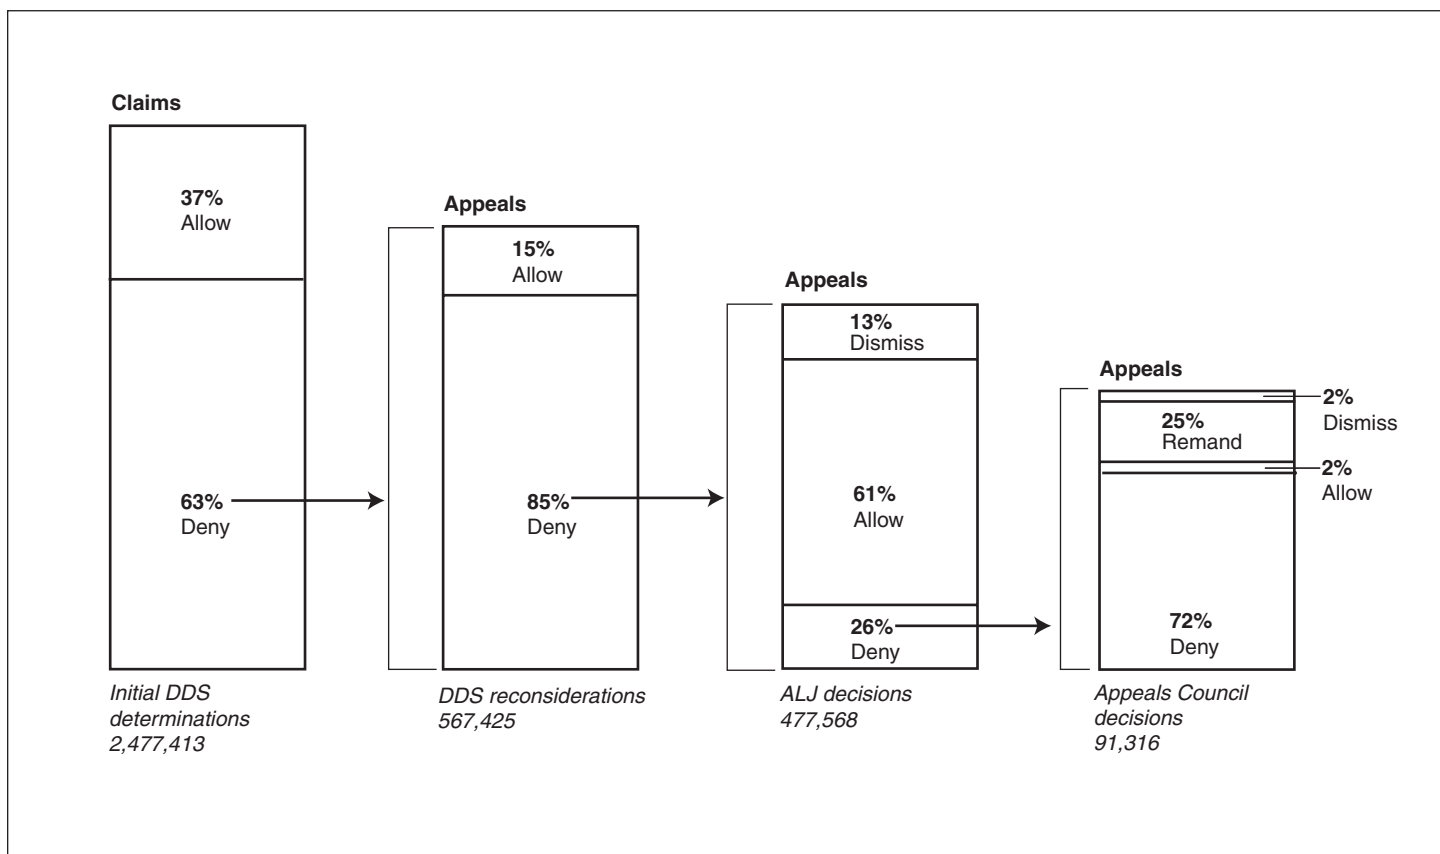 Claims
37%
Allow
63%
Deny
Initial DDS
determinations
2,477,413
Appeals
15%
Allow
85%
Deny
DDS reconsiderations
567,425
Appeals
13%
Dismiss
61%
Allow
26%
Deny
ALJ decisions
477,568
Appeals
2%
Dismiss
25%
Remand
2%
Allow
72%
Deny
Appeals Council
decisions
91,316